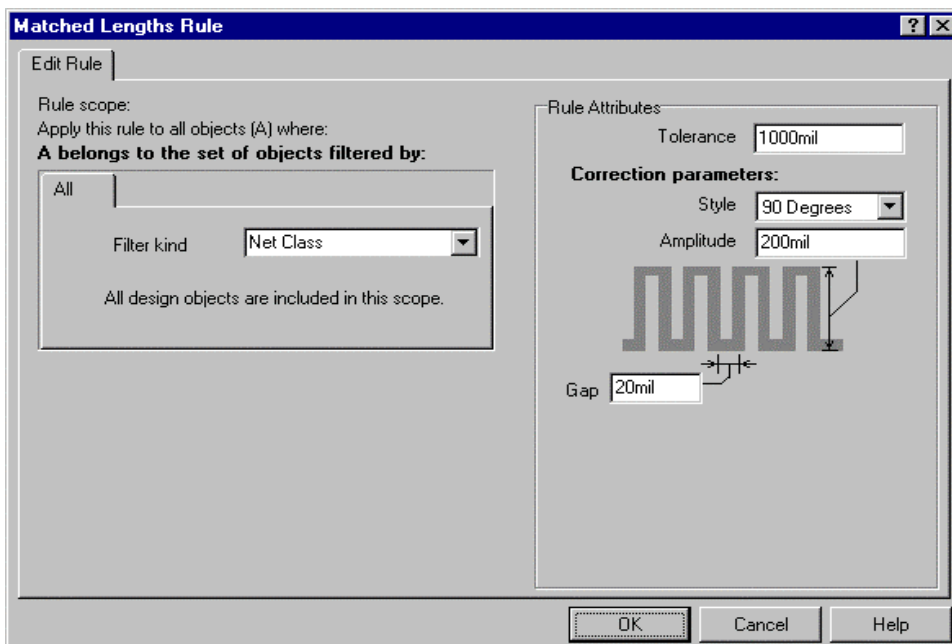 Matched Lengths Rule
Edit Rule
Rule scope:
Apply this rule to all objects (A) where:
A belongs to the set of objects filtered by:
All
Filter kind
Net Class
All design objects are included in this scope.
Rule Attributes
Tolerance
1000mil
Correction parameters:
Style
90 Degrees
Amplitude
200mil
Gap
20mil
OK
Cancel
Help